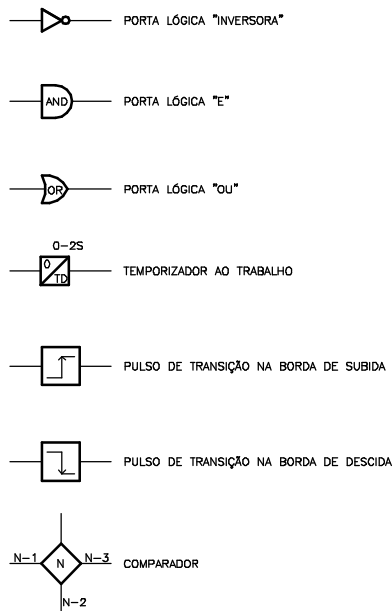 PORTA LÓGICA "INVERSORA"
AND PORTA LÓGICA "E"
OR PORTA LÓGICA "OU"
0-2S
0 TD TEMPORIZADOR AO TRABALHO
PULSO DE TRANSIÇÃO NA BORDA DE SUBIDA
PULSO DE TRANSIÇÃO NA BORDA DE DESCIDA
N-1 N N-3 COMPARADOR
N-2